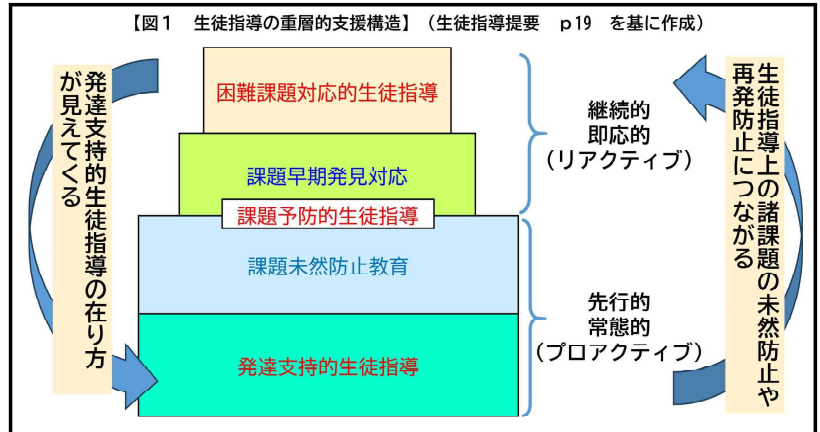 【図１　生徒指導の重層的支援構造】（生徒指導提要　ｐ19　を基に作成）
発達支持的生徒指導の在り方
が見えてくる
困難課題対応的生徒指導
課題早期発見対応
課題予防的生徒指導
課題未然防止教育
発達支持的生徒指導
継続的
即応的
（リアクティブ）
先行的
常態的
（プロアクティブ）
生徒指導上の諸課題の未然防止や
再発防止につながる